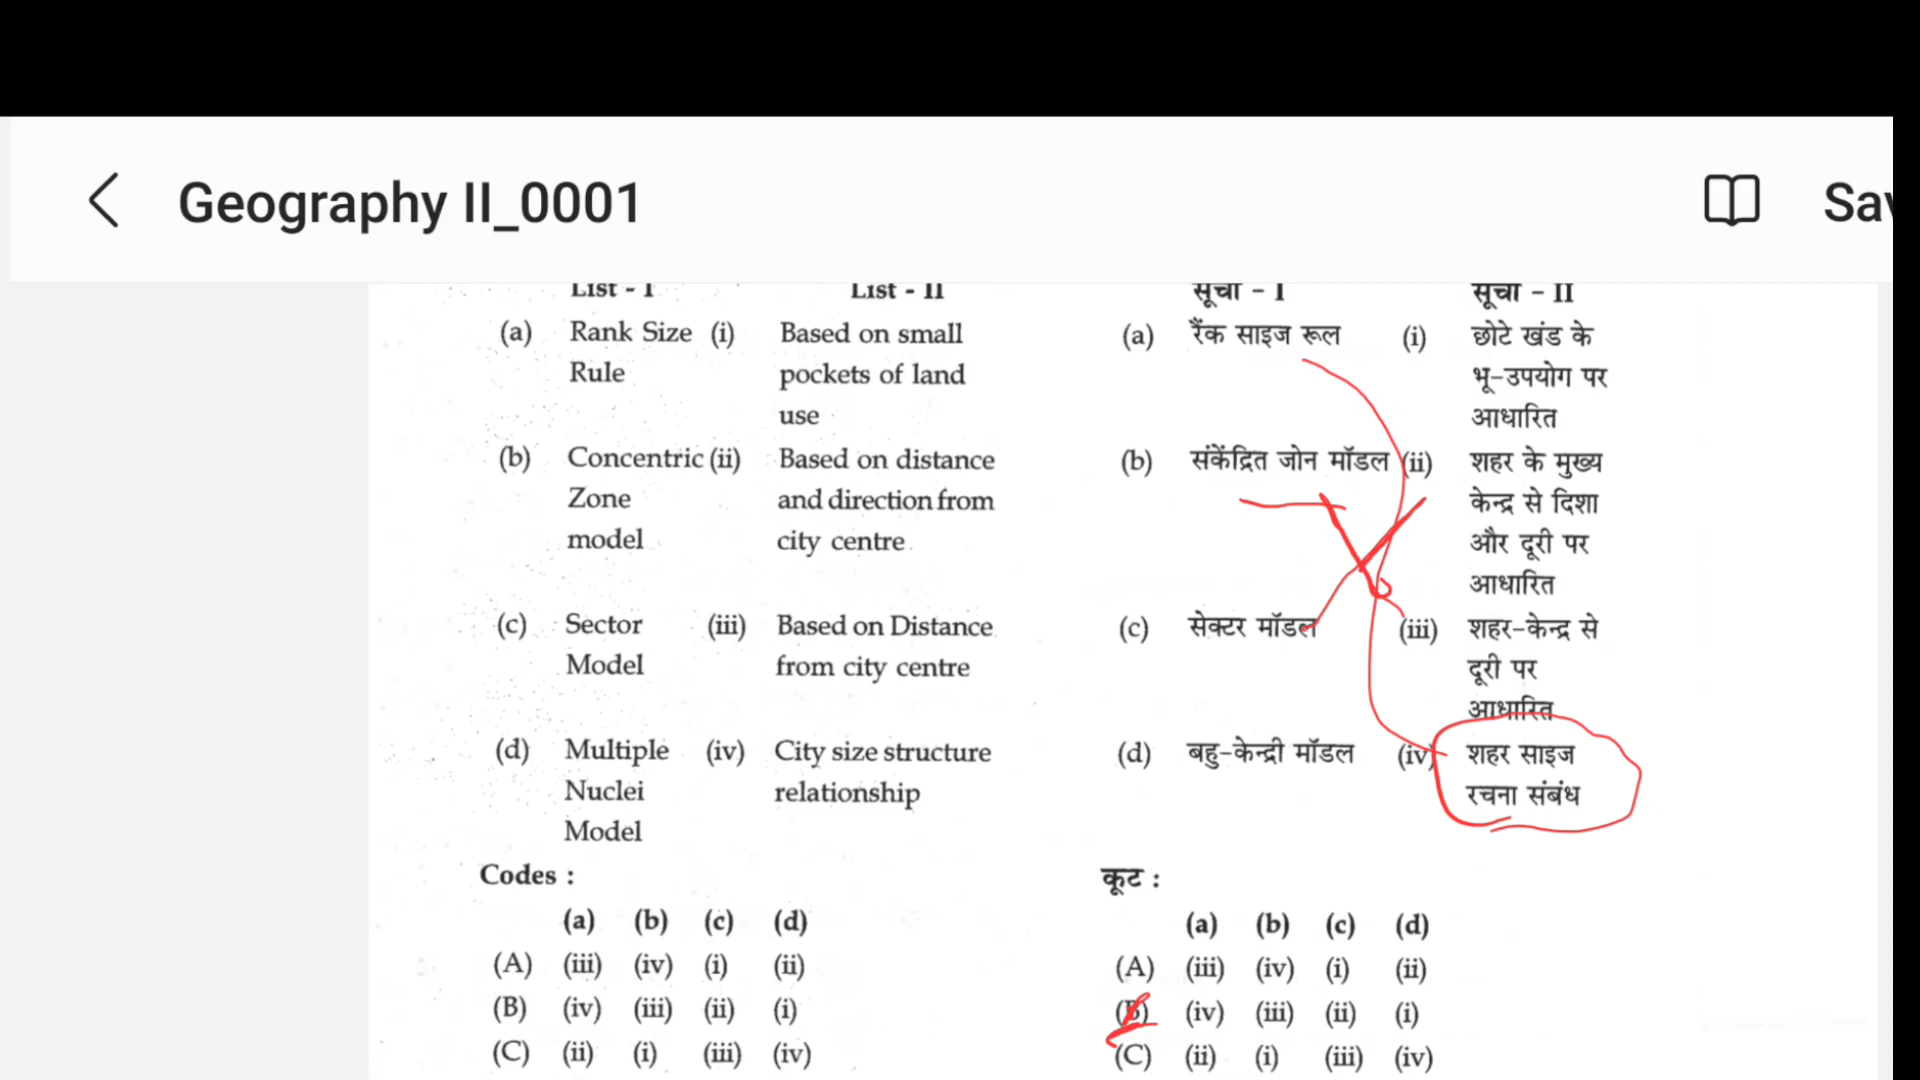 Geography II_0001
Sav
List - I List - II
(a) Rank Size (i) Based on small
Rule pockets of land
use
(b) Concentric (ii) Based on distance
Zone and direction from
model city centre
(c) Sector (iii) Based on Distance
Model from city centre
(d) Multiple (iv) City size structure
Nuclei relationship
Model
Codes :
(a) (b) (c) (d)
(A) (iii) (iv) (i) (ii)
(B) (iv) (iii) (ii) (i)
(C) (ii) (i) (iii) (iv)
सूची - I सूची - II
(a) रैंक साइज रूल (i) छोटे खंड के
भू-उपयोग पर
आधारित
(b) संकेंद्रित जोन मॉडल (ii) शहर के मुख्य
केन्द्र से दिशा
और दूरी पर
आधारित
(c) सेक्टर मॉडल (iii) शहर-केन्द्र से
दूरी पर
आधारित
(d) बहु-केन्द्री मॉडल (iv) शहर साइज
रचना संबंध
कूट :
(a) (b) (c) (d)
(A) (iii) (iv) (i) (ii)
(B) (iv) (iii) (ii) (i)
(C) (ii) (i) (iii) (iv)